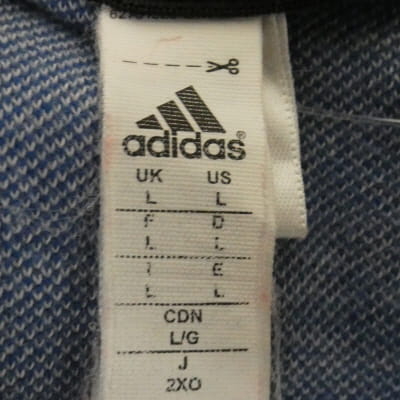 adidas®
UK US
L L
F D
L L
I E
L L
CDN
L/G
J
2XO